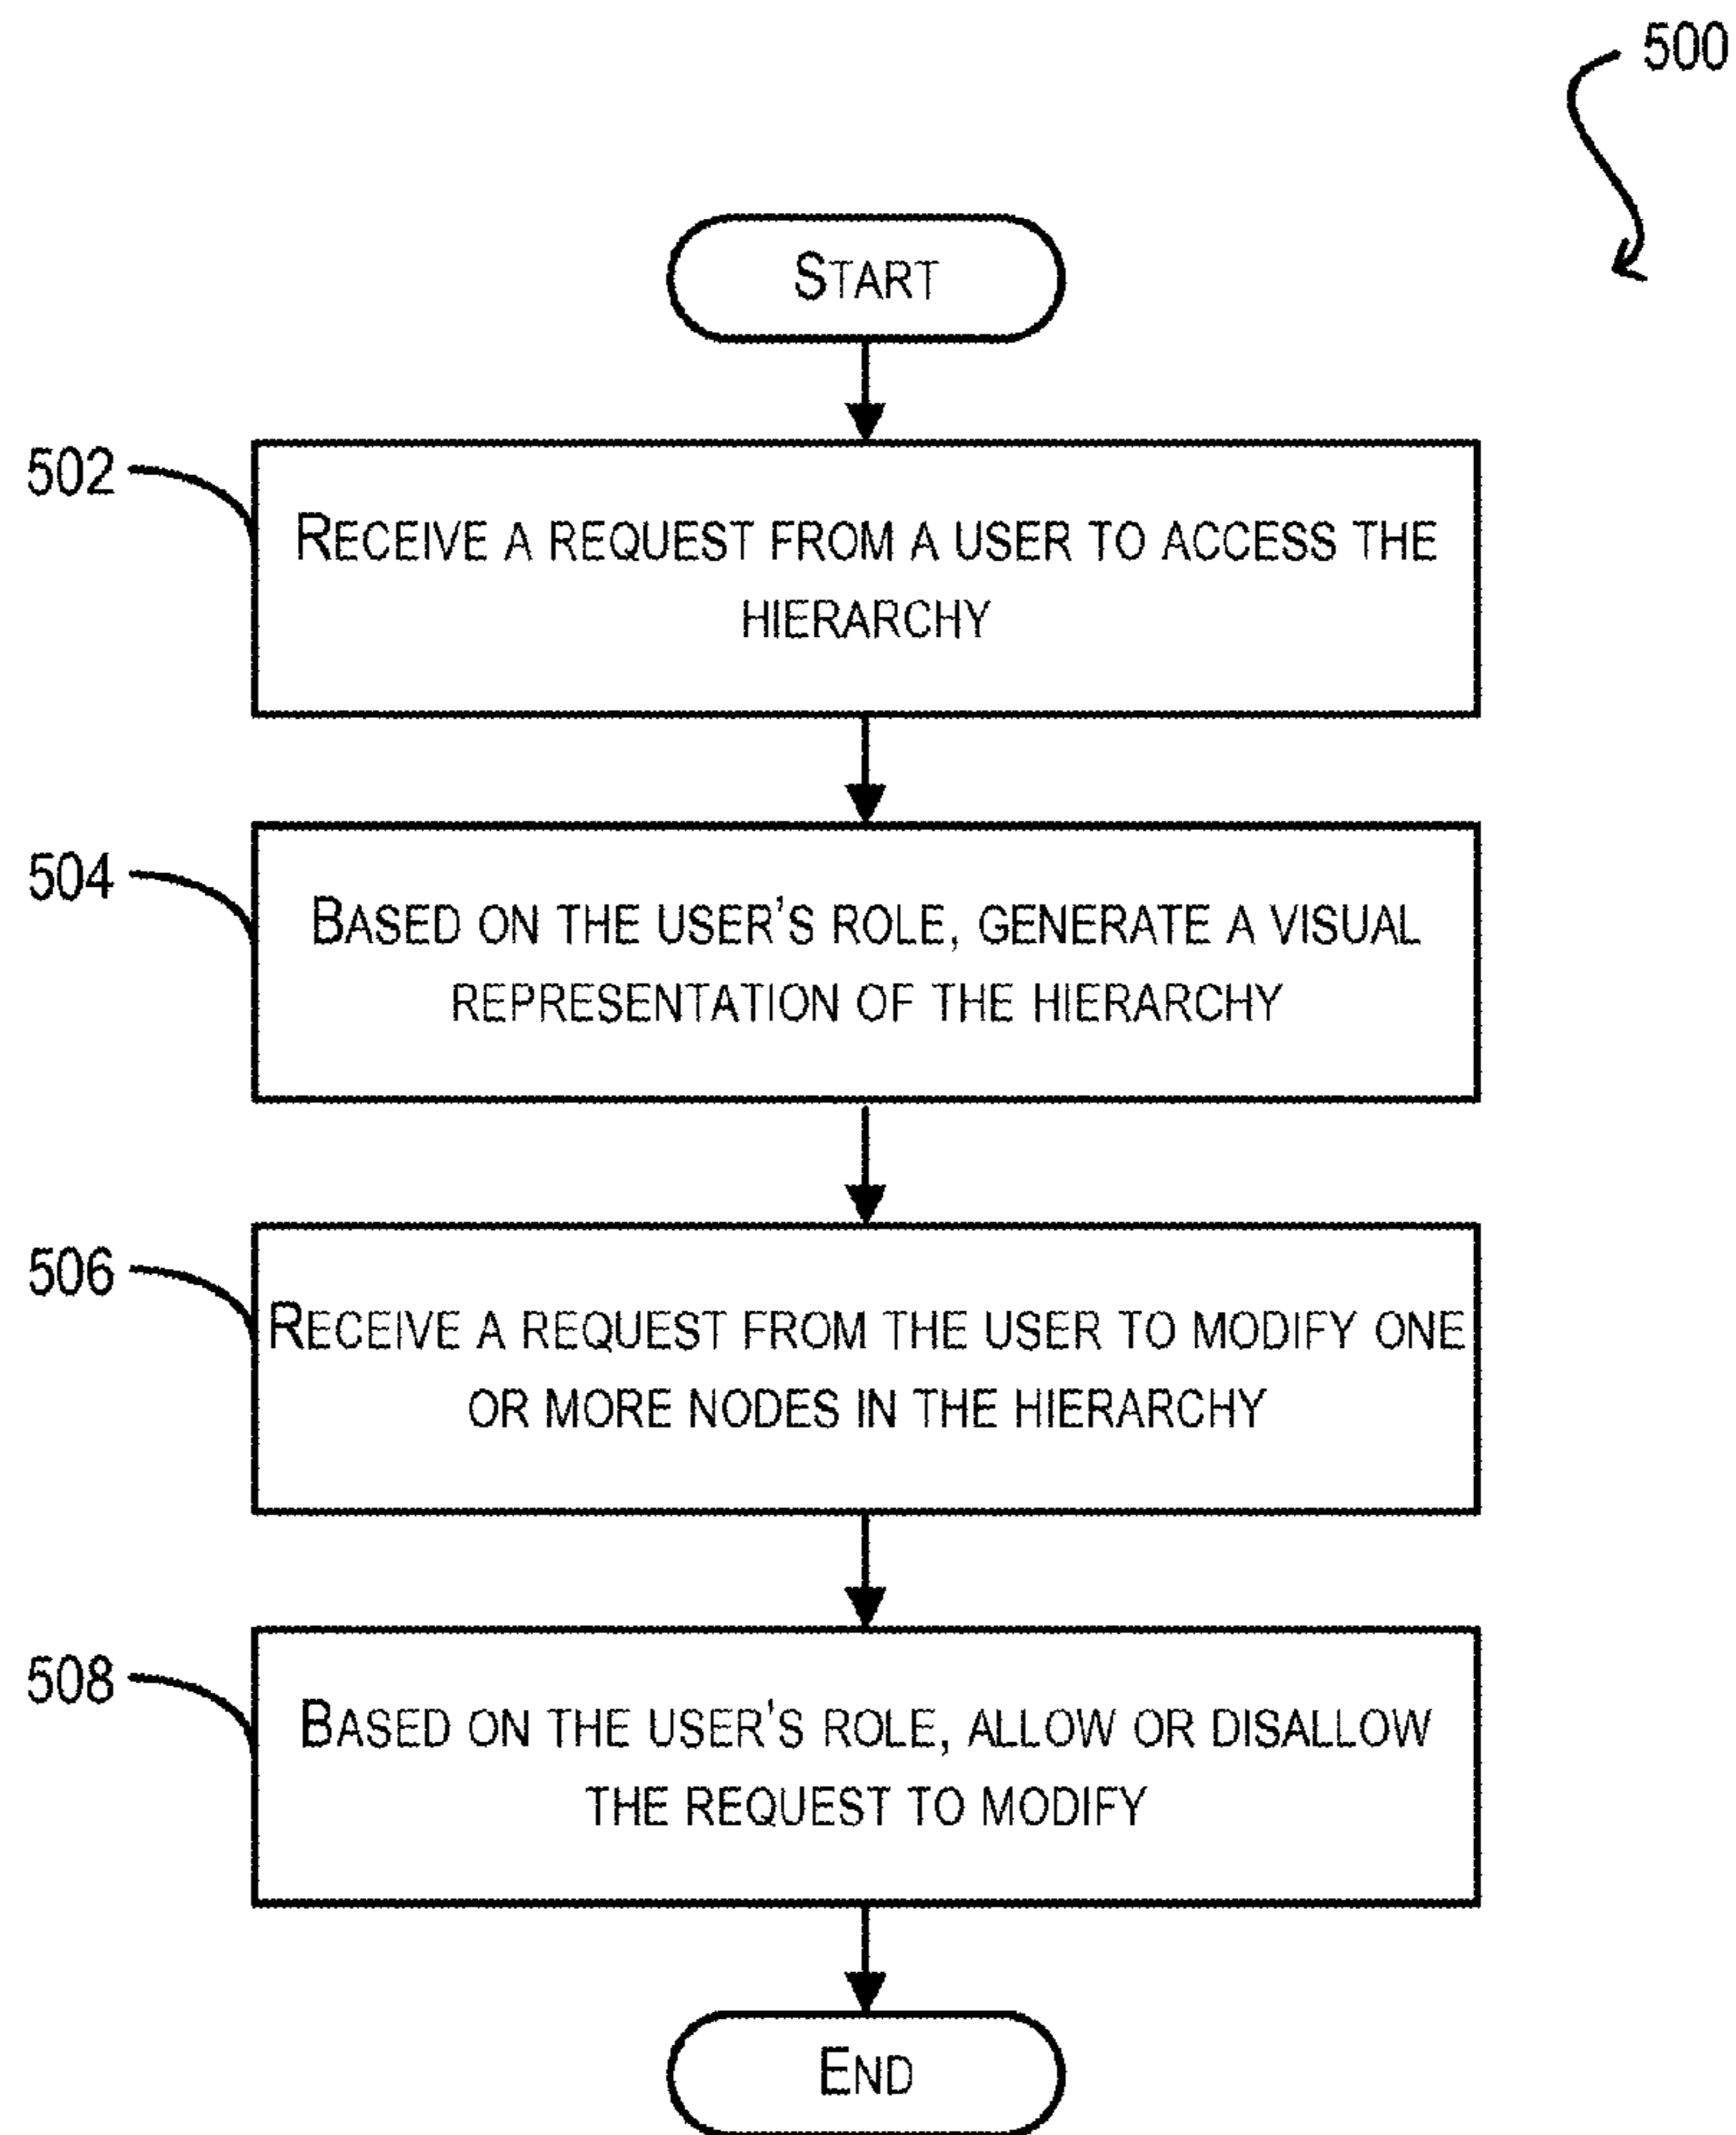 500
START
502
RECEIVE A REQUEST FROM A USER TO ACCESS THE
HIERARCHY
504
BASED ON THE USER'S ROLE, GENERATE A VISUAL
REPRESENTATION OF THE HIERARCHY
506
RECEIVE A REQUEST FROM THE USER TO MODIFY ONE
OR MORE NODES IN THE HIERARCHY
508
BASED ON THE USER'S ROLE, ALLOW OR DISALLOW
THE REQUEST TO MODIFY
END